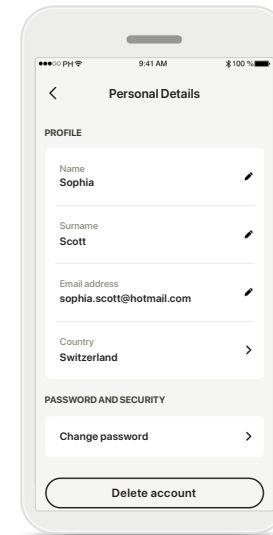 PH 9:41 AM 100 %
Personal Details
PROFILE
Name
Sophia
Surname
Scott
Email address
sophia.scott@hotmail.com
Country
Switzerland
PASSWORD AND SECURITY
Change password
Delete account